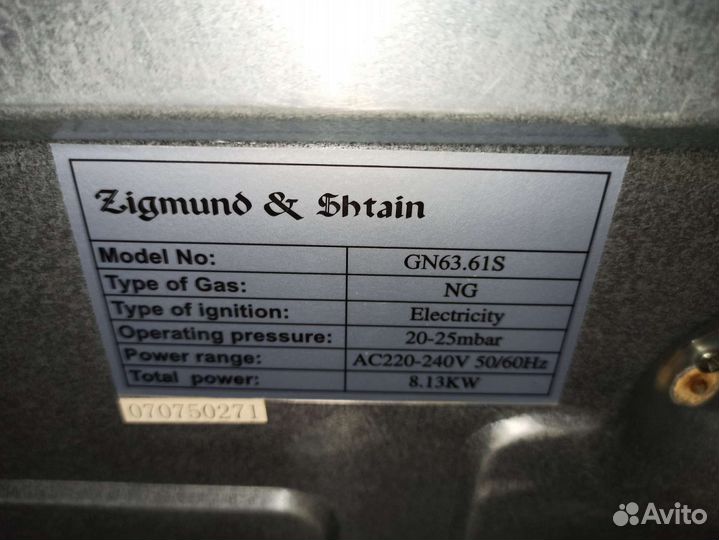 Zigmund & Shtain
Model No: GN63.61S
Type of Gas: NG
Type of ignition: Electricity
Operating pressure: 20-25mbar
Power range: AC220-240V 50/60Hz
Total power: 8.13KW
070750271
Avito